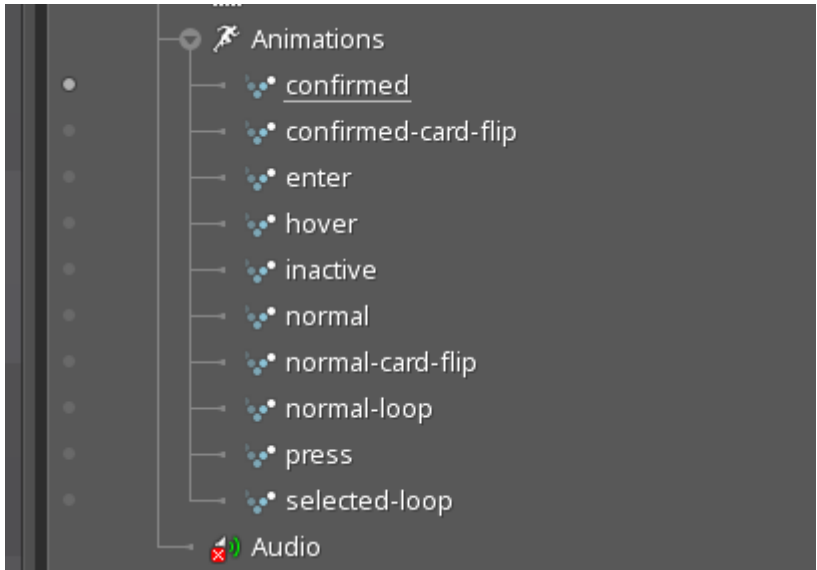 Animations
confirmed
confirmed-card-flip
enter
hover
inactive
normal
normal-card-flip
normal-loop
press
selected-loop
Audio